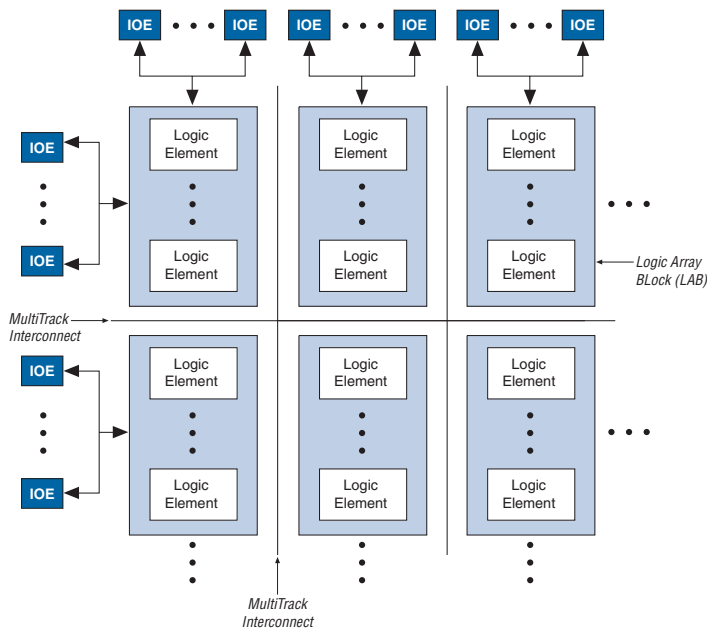 IOE IOE IOE IOE IOE IOE
Logic Element Logic Element Logic Element
IOE
IOE
Logic Element Logic Element Logic Element
Logic Array
BLock (LAB)
MultiTrack
Interconnect
Logic Element Logic Element Logic Element
IOE
IOE
Logic Element Logic Element Logic Element
MultiTrack
Interconnect